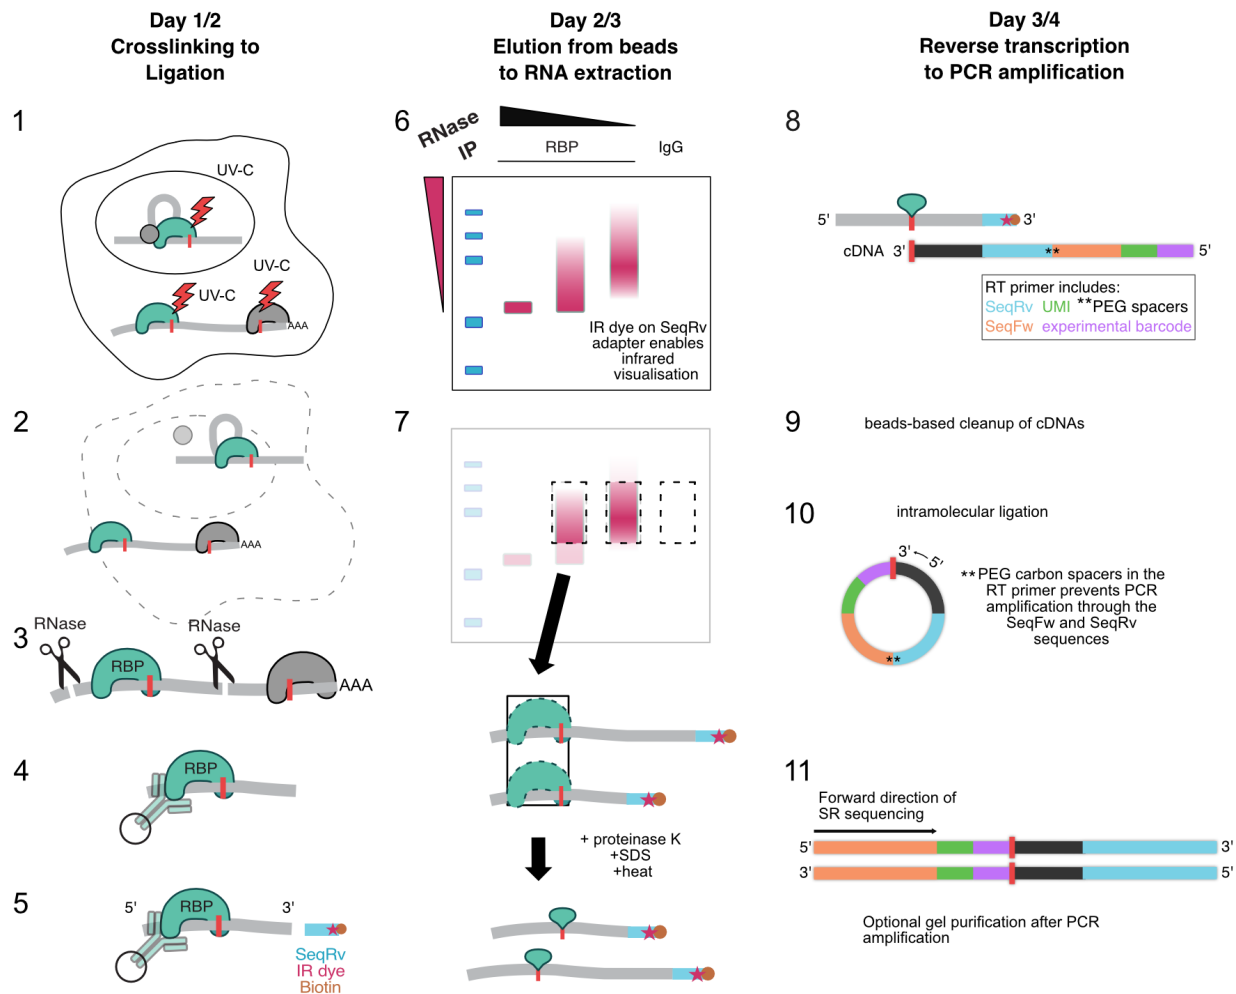 Day 1/2
Crosslinking to
Ligation
1
UV-C
UV-C
UV-C
AAA
2
AAA
3
RNase
RNase
RBP
AAA
4
RBP
5
5'
RBP
3'
SeqRv
IR dye
Biotin
Day 2/3
Elution from beads
to RNA extraction
6
RNase
IP
RBP
IgG
IR dye on SeqRv
adapter enables
infrared
visualisation
7
+ proteinase K
+SDS
+heat
Day 3/4
Reverse transcription
to PCR amplification
8
5'
3'
cDNA 3'
**
5'
RT primer includes:
SeqRv UMI **PEG spacers
SeqFw experimental barcode
9
beads-based cleanup of cDNAs
10
intramolecular ligation
3'
5'
**
**PEG carbon spacers in the
RT primer prevents PCR
amplification through the
SeqFw and SeqRv
sequences
11
Forward direction of
SR sequencing
5'
3'
3'
5'
Optional gel purification after PCR
amplification